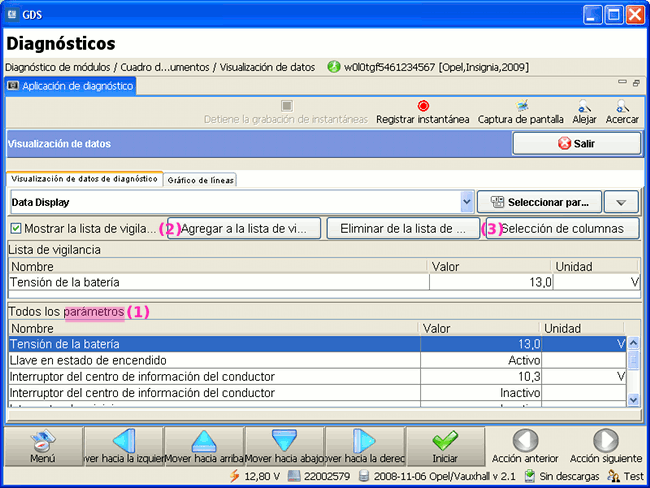 GDS
Diagnósticos
Diagnóstico de módulos / Cuadro d...umentos / Visualización de datos w0l0tgf5461234567 [Opel,Insignia,2009]
Aplicación de diagnóstico
Detiene la grabación de instantáneas Registrar instantánea Captura de pantalla Alejar Acercar
Visualización de datos Salir
Visualización de datos de diagnóstico Gráfico de líneas
Data Display Seleccionar par...
Mostrar la lista de vigila... (2) Agregar a la lista de vi... Eliminar de la lista de ... (3) Selección de columnas
Lista de vigilancia
Nombre Valor Unidad
Tensión de la batería 13,0 V
Todos los parámetros (1)
Nombre Valor Unidad
Tensión de la batería 13,0 V
Llave en estado de encendido Activo
Interruptor del centro de información del conductor 10,3 V
Interruptor del centro de información del conductor Inactivo
Menú over hacia la izquier Mover hacia arriba Mover hacia abajo over hacia la derec Iniciar Acción anterior Acción siguiente
12,80 V 22002579 2008-11-06 Opel/Vauxhall v 2.1 Sin descargas Test